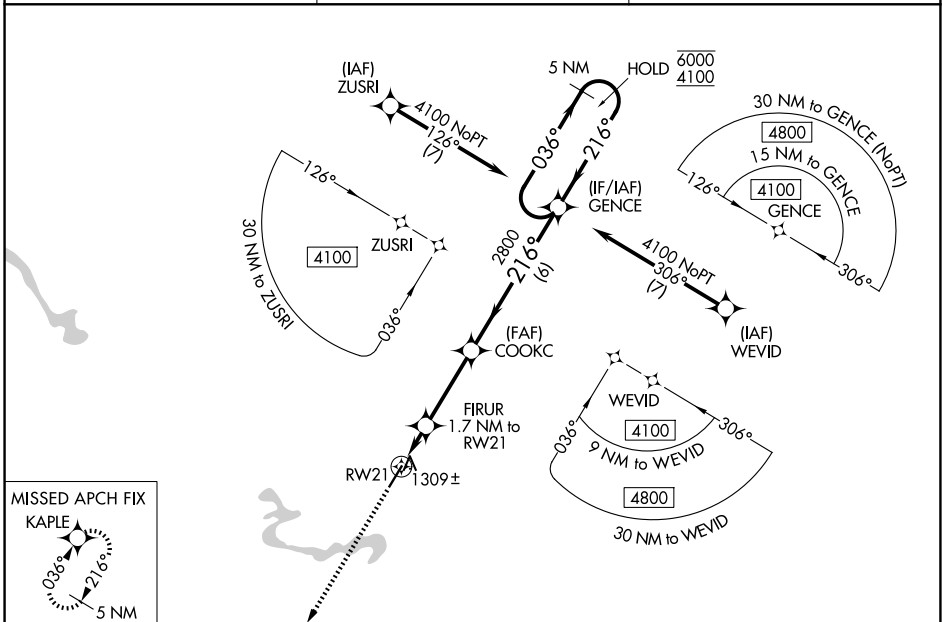 (IAF)
ZUSRI
4100 NoPT
126°
(7)
5 NM
HOLD
6000
4100
036°
216°
(IF/IAF)
GENCE
30 NM to GENCE (NoPT)
4800
15 NM to GENCE
4100
GENCE
126°
306°
126°
ZUSRI
4100
30 NM to ZUSRI
036°
2800
216°
(6)
4100 NoPT
306°
(7)
(IAF)
WEVID
(FAF)
COOKC
FIRUR
1.7 NM to
RW21
RW21
1309±
WEVID
4100
9 NM to WEVID
036°
306°
4800
30 NM to WEVID
MISSED APCH FIX
KAPLE
036°
216°
5 NM